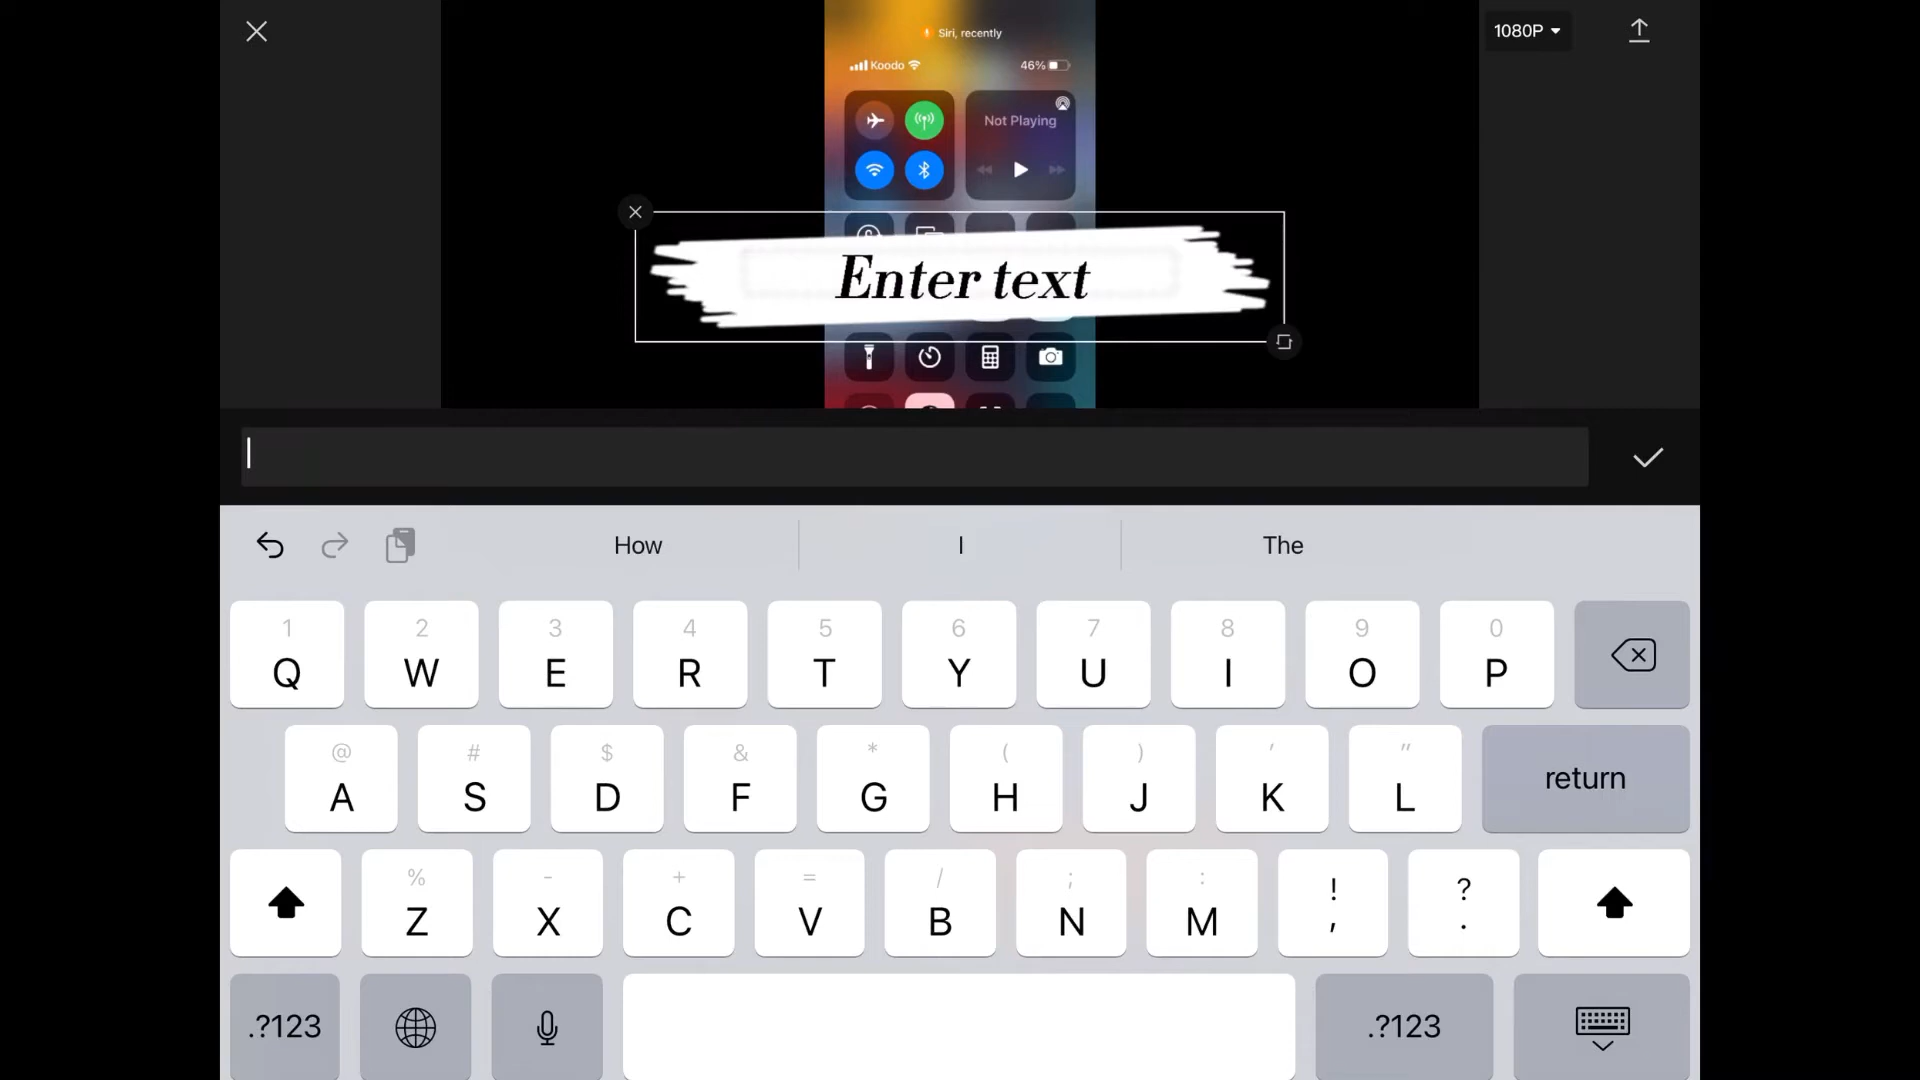 1080P
Siri, recently
Koodo 46%
Not Playing
Enter text
How I The
1 2 3 4 5 6 7 8 9 0
Q W E R T Y U I O P
@ # $ & * ( ) ' "
A S D F G H J K L return
% - + = / ; : ! ?
Z X C V B N M , .
.?123 .?123